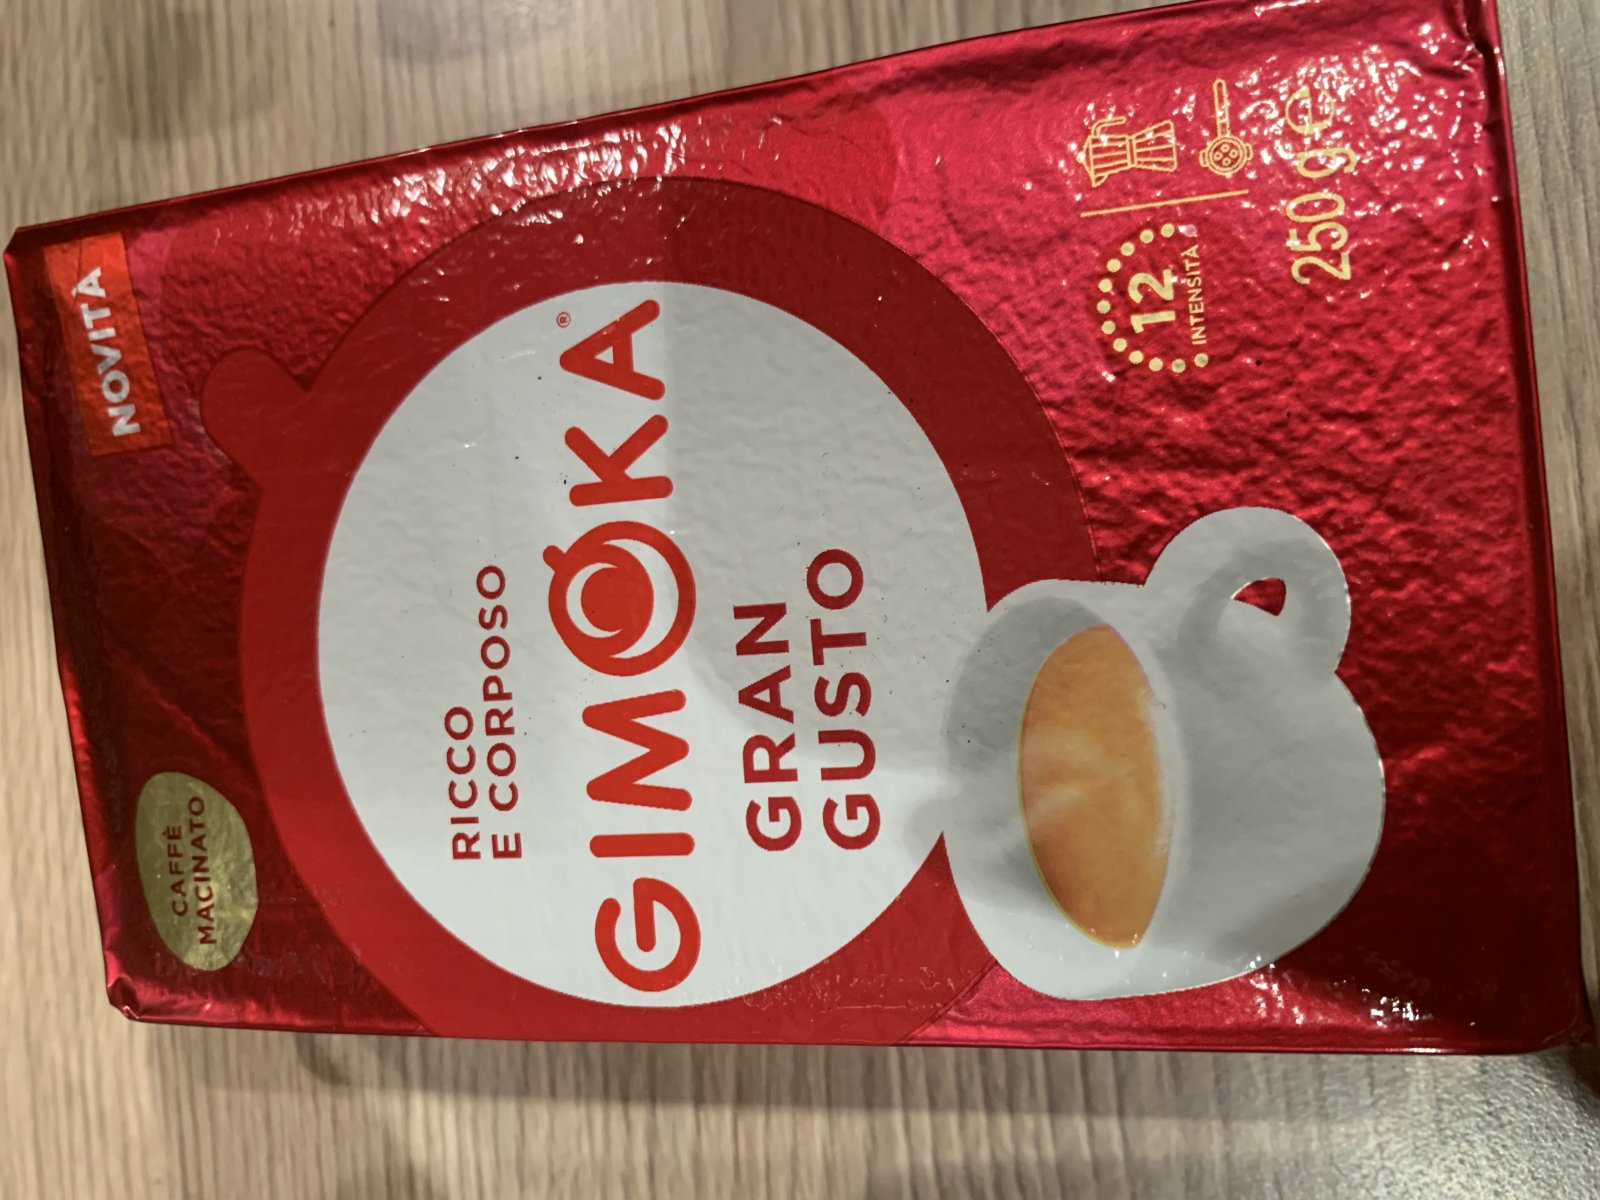 CAFFÈ
MACINATO
NOVITÀ
RICCO
E CORPOSO
GIMOKA®
GRAN
GUSTO
12
INTENSITÀ
250 g e